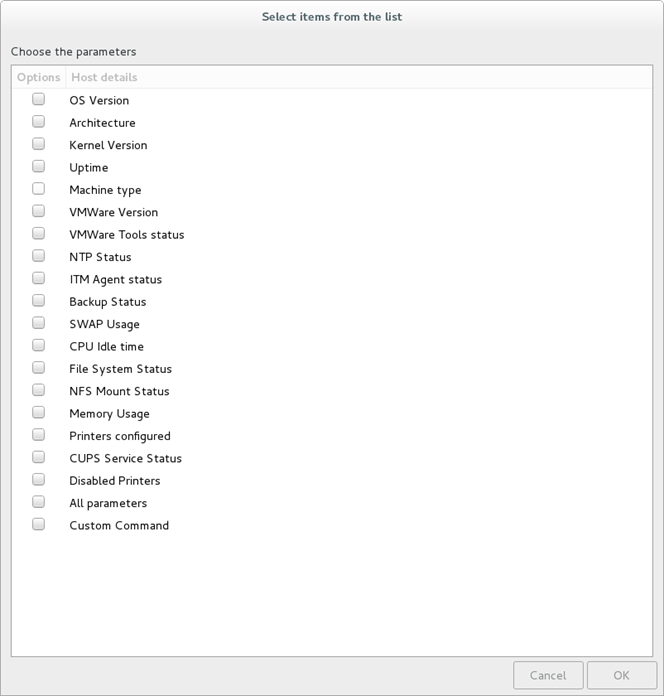 Select items from the list
Choose the parameters
Options Host details
OS Version
Architecture
Kernel Version
Uptime
Machine type
VMWare Version
VMWare Tools status
NTP Status
ITM Agent status
Backup Status
SWAP Usage
CPU Idle time
File System Status
NFS Mount Status
Memory Usage
Printers configured
CUPS Service Status
Disabled Printers
All parameters
Custom Command
Cancel OK